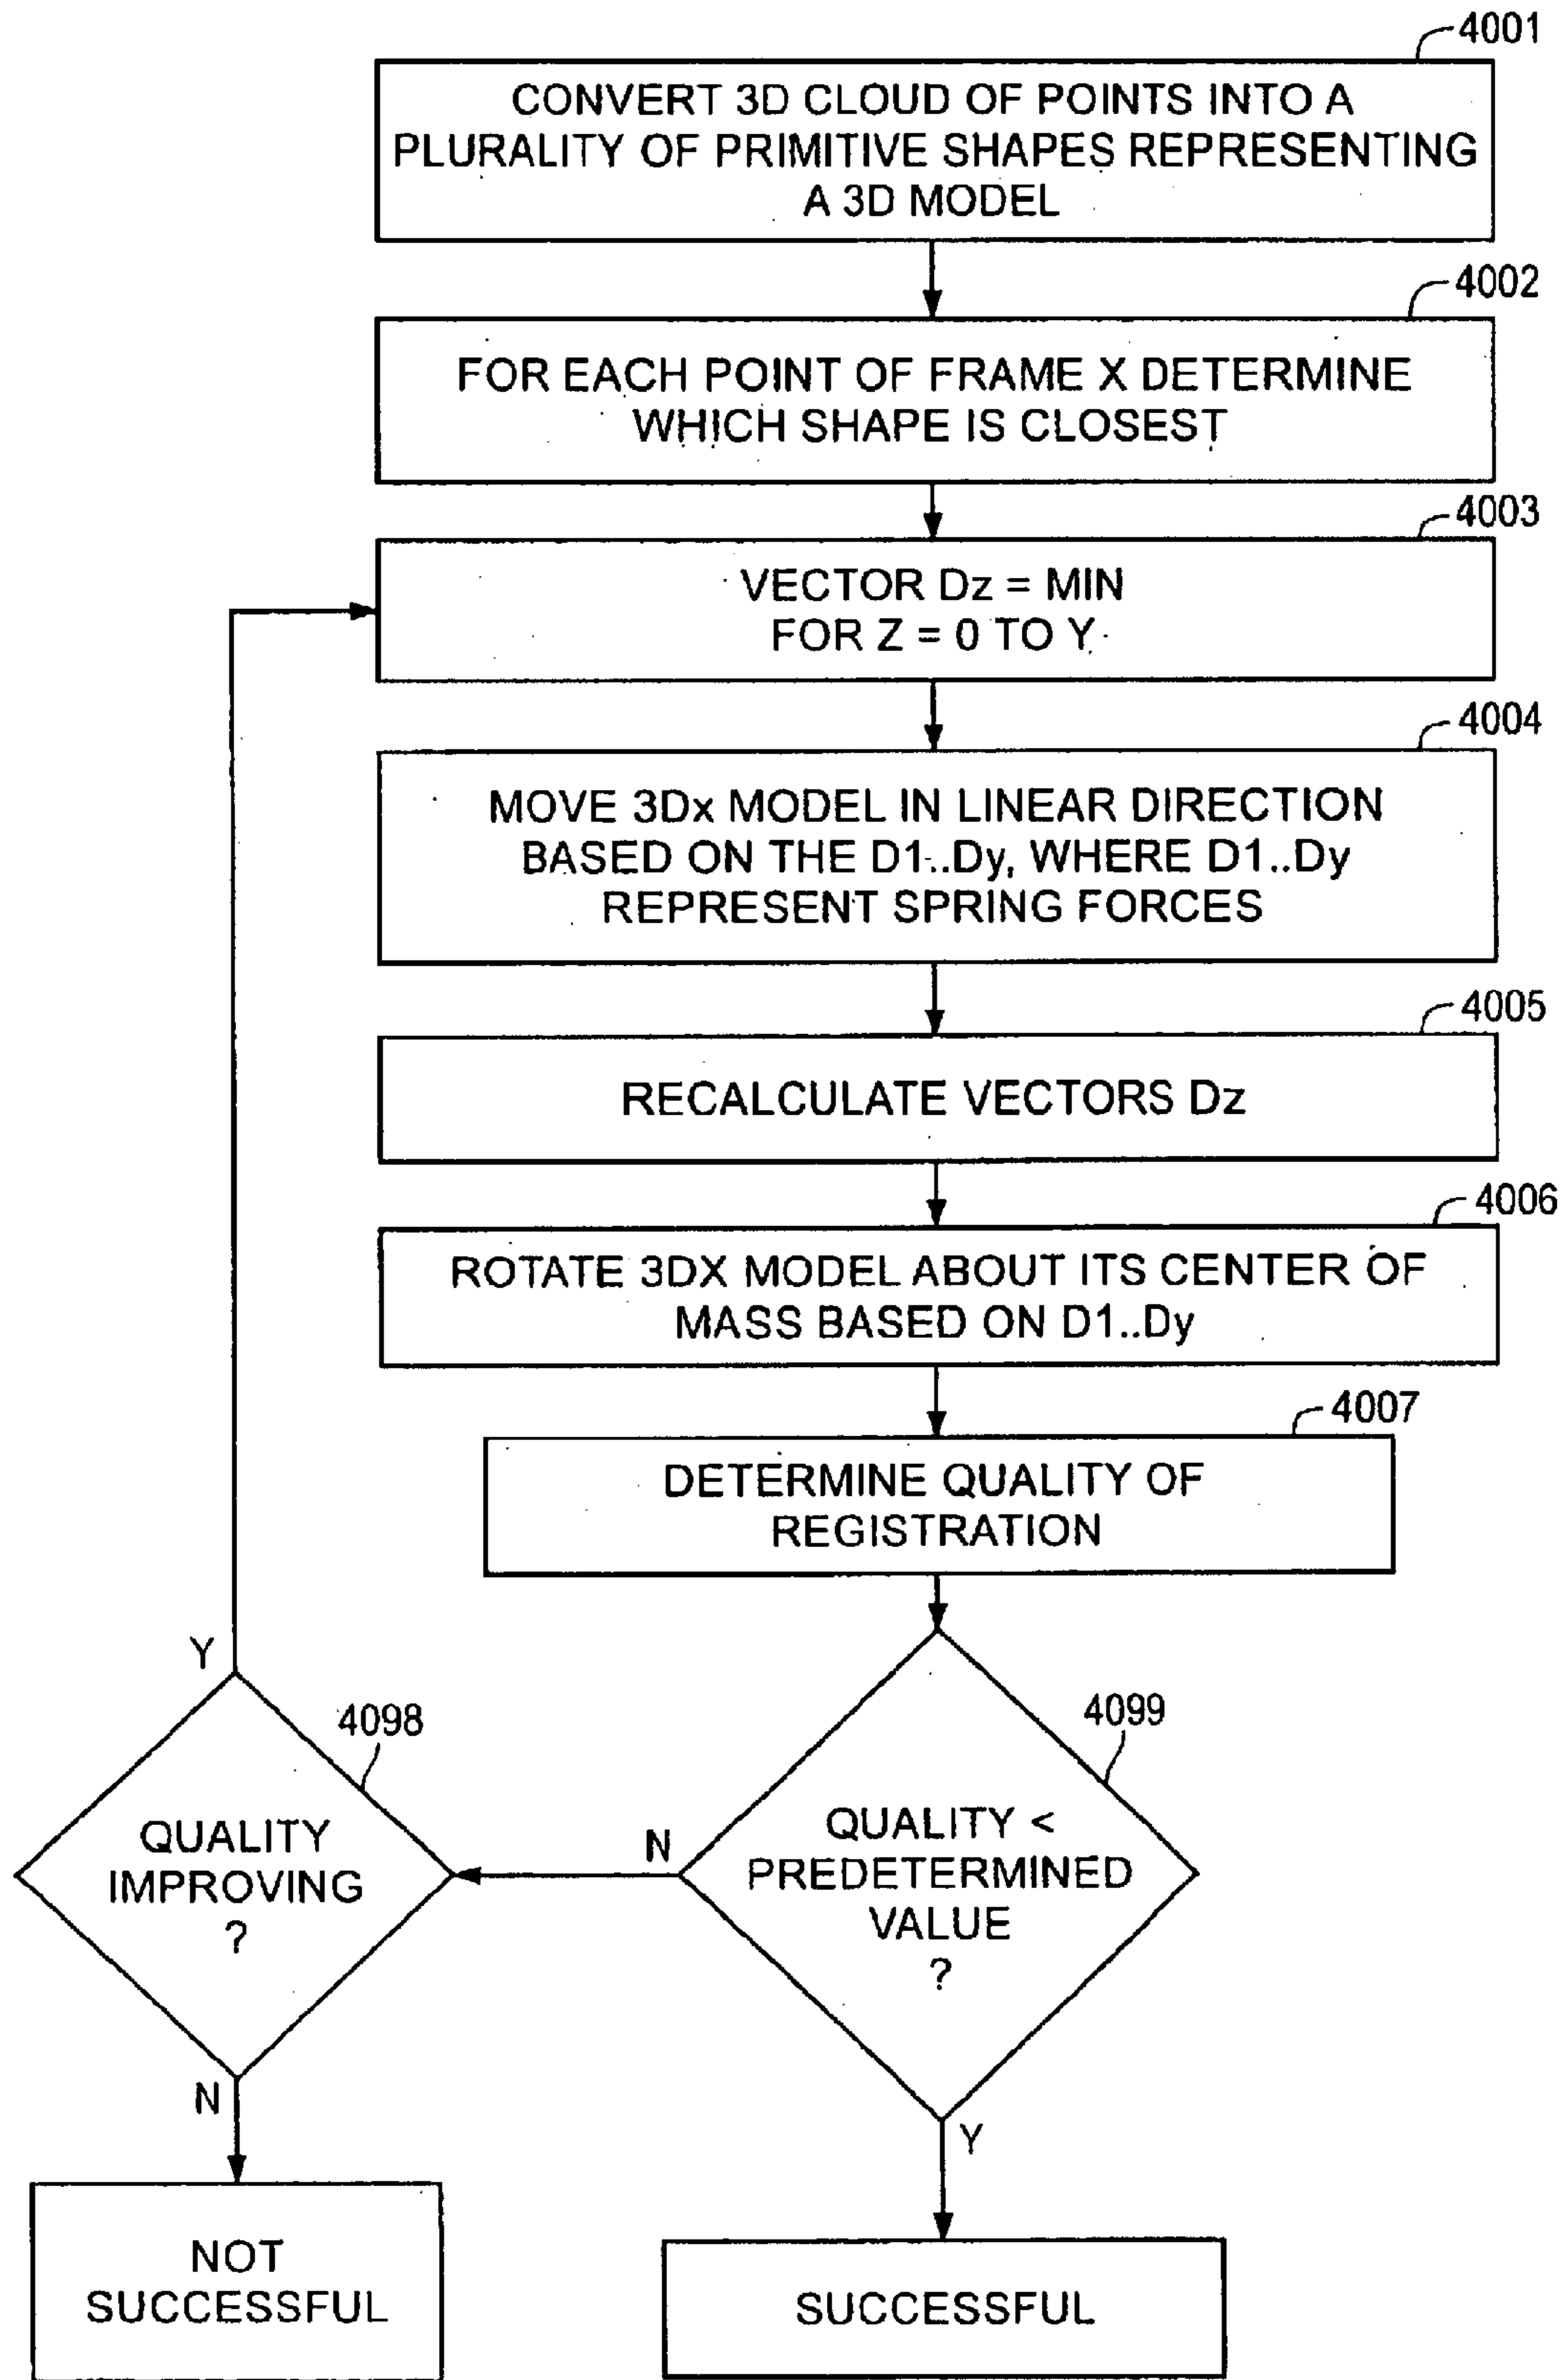 4001
CONVERT 3D CLOUD OF POINTS INTO A
PLURALITY OF PRIMITIVE SHAPES REPRESENTING
A 3D MODEL
4002
FOR EACH POINT OF FRAME X DETERMINE
WHICH SHAPE IS CLOSEST
4003
VECTOR Dz = MIN
FOR Z = 0 TO Y
4004
MOVE 3Dx MODEL IN LINEAR DIRECTION
BASED ON THE D1..Dy, WHERE D1..Dy
REPRESENT SPRING FORCES
4005
RECALCULATE VECTORS Dz
4006
ROTATE 3DX MODEL ABOUT ITS CENTER OF
MASS BASED ON D1..Dy
4007
DETERMINE QUALITY OF
REGISTRATION
4099
QUALITY <
PREDETERMINED
VALUE
?
N
Y
4098
QUALITY
IMPROVING
?
Y
N
NOT
SUCCESSFUL
SUCCESSFUL